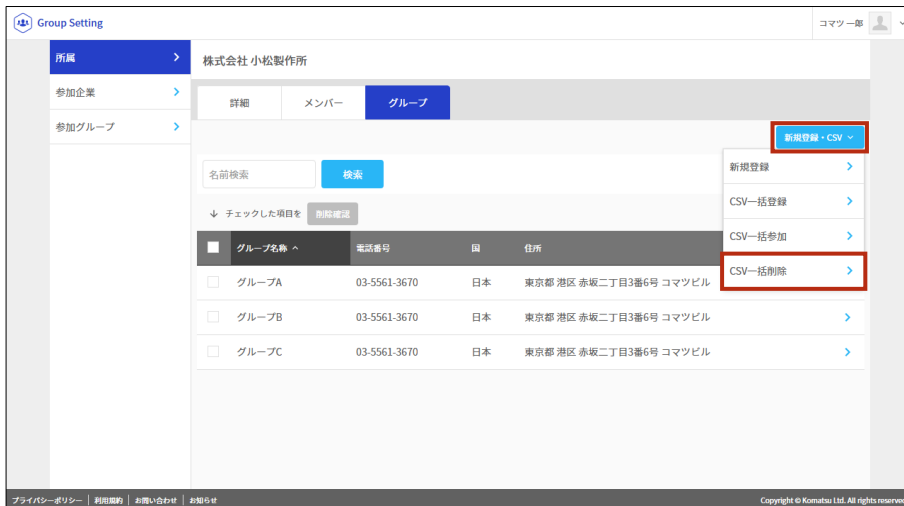 Group Setting
コマツ 一郎
所属
参加企業
参加グループ
株式会社 小松製作所
詳細 メンバー グループ
新規登録・CSV
新規登録
CSV一括登録
CSV一括参加
CSV一括削除
名前検索 検索
チェックした項目を 削除確認
グループ名称 電話番号 国 住所
グループA 03-5561-3670 日本 東京都 港区 赤坂二丁目3番6号 コマツビル
グループB 03-5561-3670 日本 東京都 港区 赤坂二丁目3番6号 コマツビル
グループC 03-5561-3670 日本 東京都 港区 赤坂二丁目3番6号 コマツビル
プライバシーポリシー 利用規約 お問い合わせ お知らせ
Copyright © Komatsu Ltd. All rights reserved